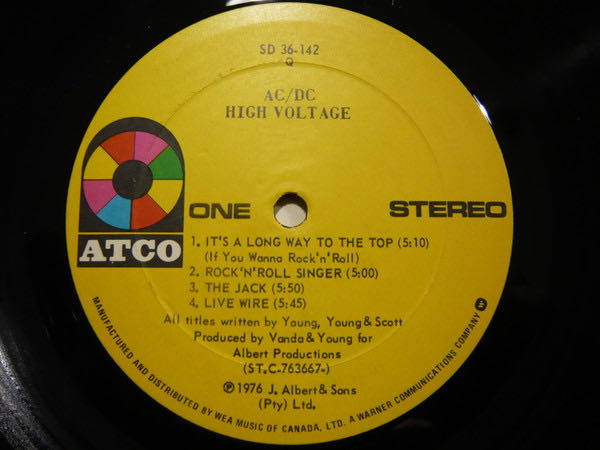 SD 36-142
Q
AC/DC
HIGH VOLTAGE
ONE STEREO
ATCO
1. IT'S A LONG WAY TO THE TOP (5:10)
(If You Wanna Rock'n'Roll)
2. ROCK'N'ROLL SINGER (5:00)
3. THE JACK (5:50)
4. LIVE WIRE (5:45)
All titles written by Young, Young & Scott
Produced by Vanda & Young for
Albert Productions
(ST.C-763667-)
Ⓟ 1976 J. Albert & Sons
(Pty) Ltd.
MANUFACTURED AND DISTRIBUTED BY WEA MUSIC OF CANADA, LTD. A WARNER COMMUNICATIONS COMPANY